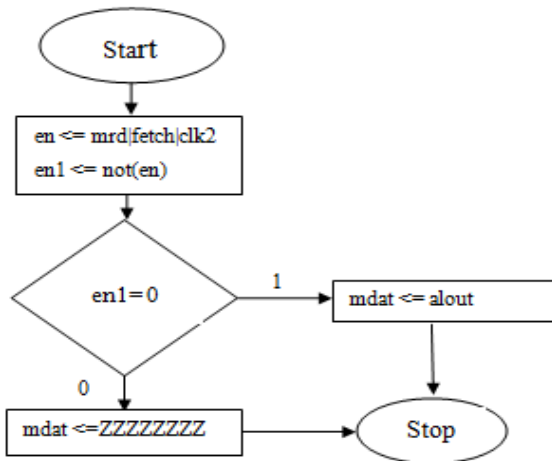 Start
en <= mrd|fetch|clk2
en1 <= not(en)
en1=0
1
mdat <= alout
0
mdat <=ZZZZZZZZ
Stop